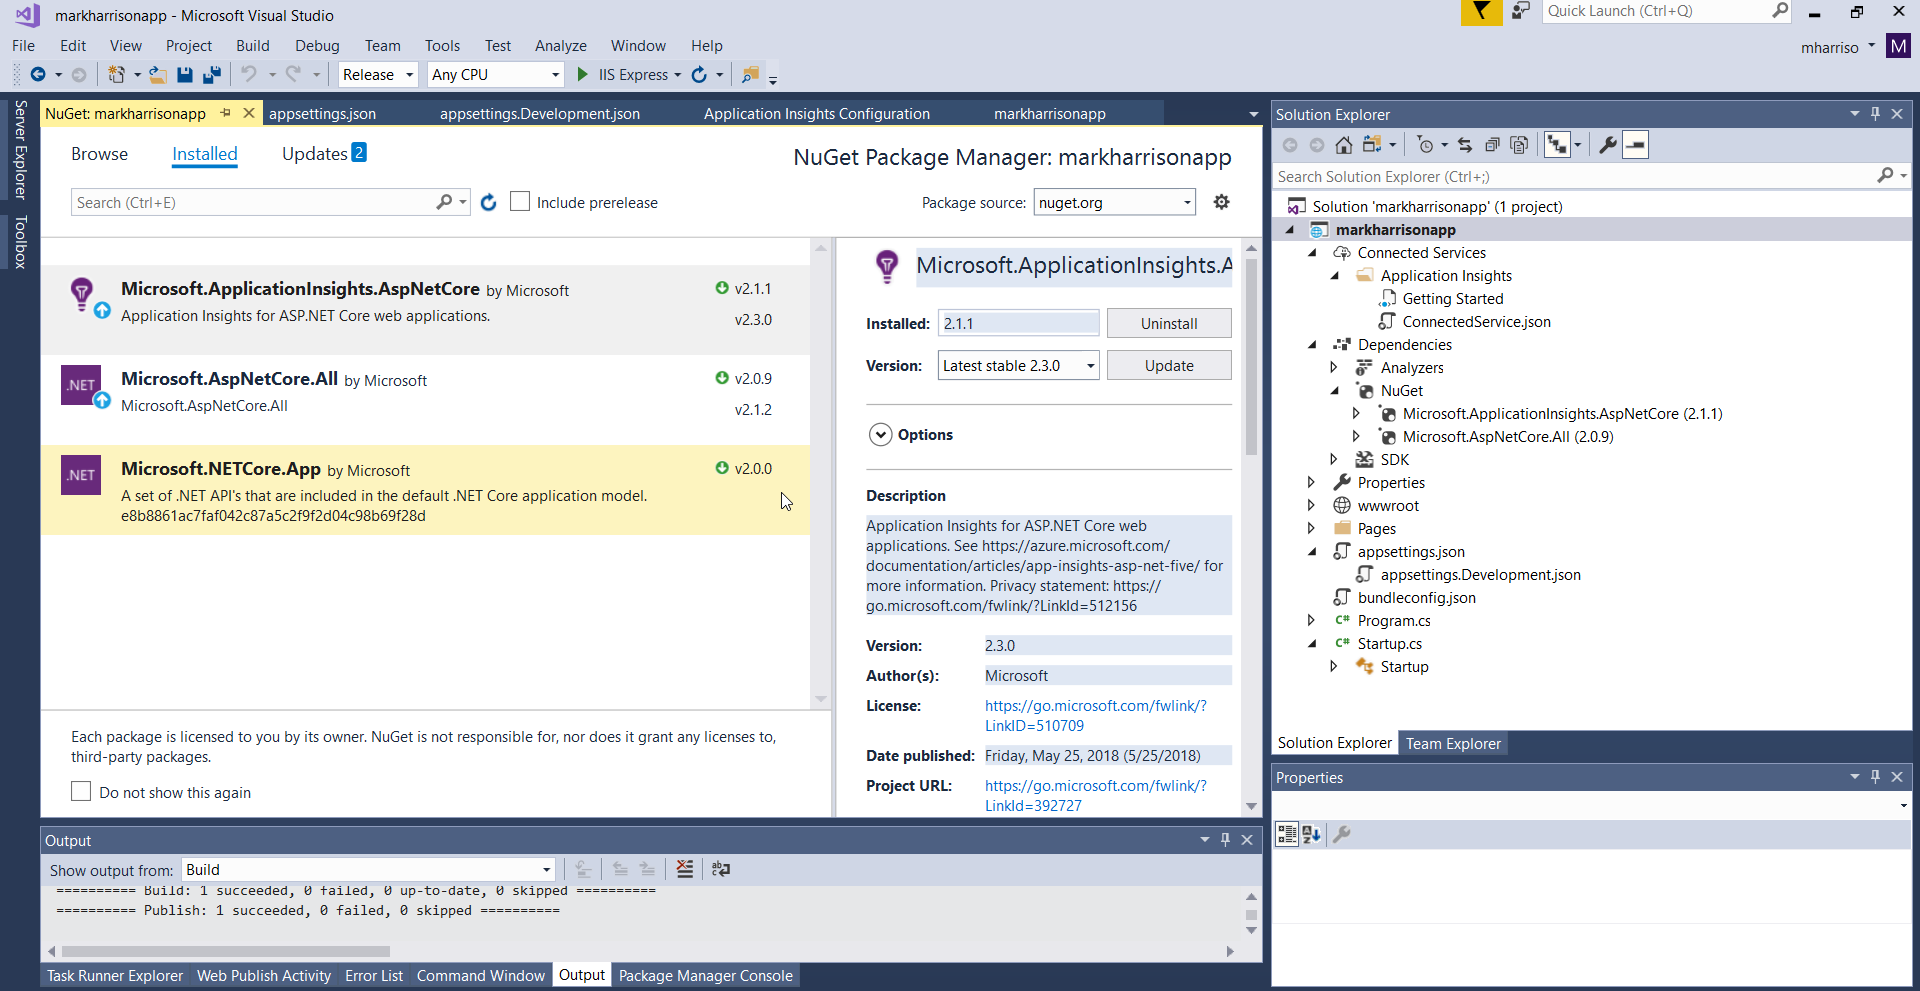 markharrisonapp - Microsoft Visual Studio
Quick Launch (Ctrl+Q)
File Edit View Project Build Debug Team Tools Test Analyze Window Help
mharriso M
Release Any CPU IIS Express
Server Explorer
Toolbox
NuGet: markharrisonapp appsettings.json appsettings.Development.json Application Insights Configuration markharrisonapp
Browse Installed Updates 2
NuGet Package Manager: markharrisonapp
Search (Ctrl+E) Include prerelease
Package source: nuget.org
Microsoft.ApplicationInsights.AspNetCore by Microsoft v2.1.1
Application Insights for ASP.NET Core web applications. v2.3.0
.NET
Microsoft.AspNetCore.All by Microsoft v2.0.9
Microsoft.AspNetCore.All v2.1.2
.NET
Microsoft.NETCore.App by Microsoft v2.0.0
A set of .NET API's that are included in the default .NET Core application model.
e8b8861ac7faf042c87a5c2f9f2d04c98b69f28d
Each package is licensed to you by its owner. NuGet is not responsible for, nor does it grant any licenses to,
third-party packages.
Do not show this again
Microsoft.ApplicationInsights.A
Installed: 2.1.1 Uninstall
Version: Latest stable 2.3.0 Update
Options
Description
Application Insights for ASP.NET Core web
applications. See https://azure.microsoft.com/
documentation/articles/app-insights-asp-net-five/ for
more information. Privacy statement: https://
go.microsoft.com/fwlink/?LinkId=512156
Version: 2.3.0
Author(s): Microsoft
License: https://go.microsoft.com/fwlink/?
LinkID=510709
Date published: Friday, May 25, 2018 (5/25/2018)
Project URL: https://go.microsoft.com/fwlink/?
LinkId=392727
Output
Show output from: Build
========== Build: 1 succeeded, 0 failed, 0 up-to-date, 0 skipped ==========
========== Publish: 1 succeeded, 0 failed, 0 skipped ==========
Task Runner Explorer Web Publish Activity Error List Command Window Output Package Manager Console
Solution Explorer
Search Solution Explorer (Ctrl+;)
Solution 'markharrisonapp' (1 project)
markharrisonapp
Connected Services
Application Insights
Getting Started
ConnectedService.json
Dependencies
Analyzers
NuGet
Microsoft.ApplicationInsights.AspNetCore (2.1.1)
Microsoft.AspNetCore.All (2.0.9)
SDK
Properties
wwwroot
Pages
appsettings.json
appsettings.Development.json
bundleconfig.json
C# Program.cs
C# Startup.cs
Startup
Solution Explorer Team Explorer
Properties